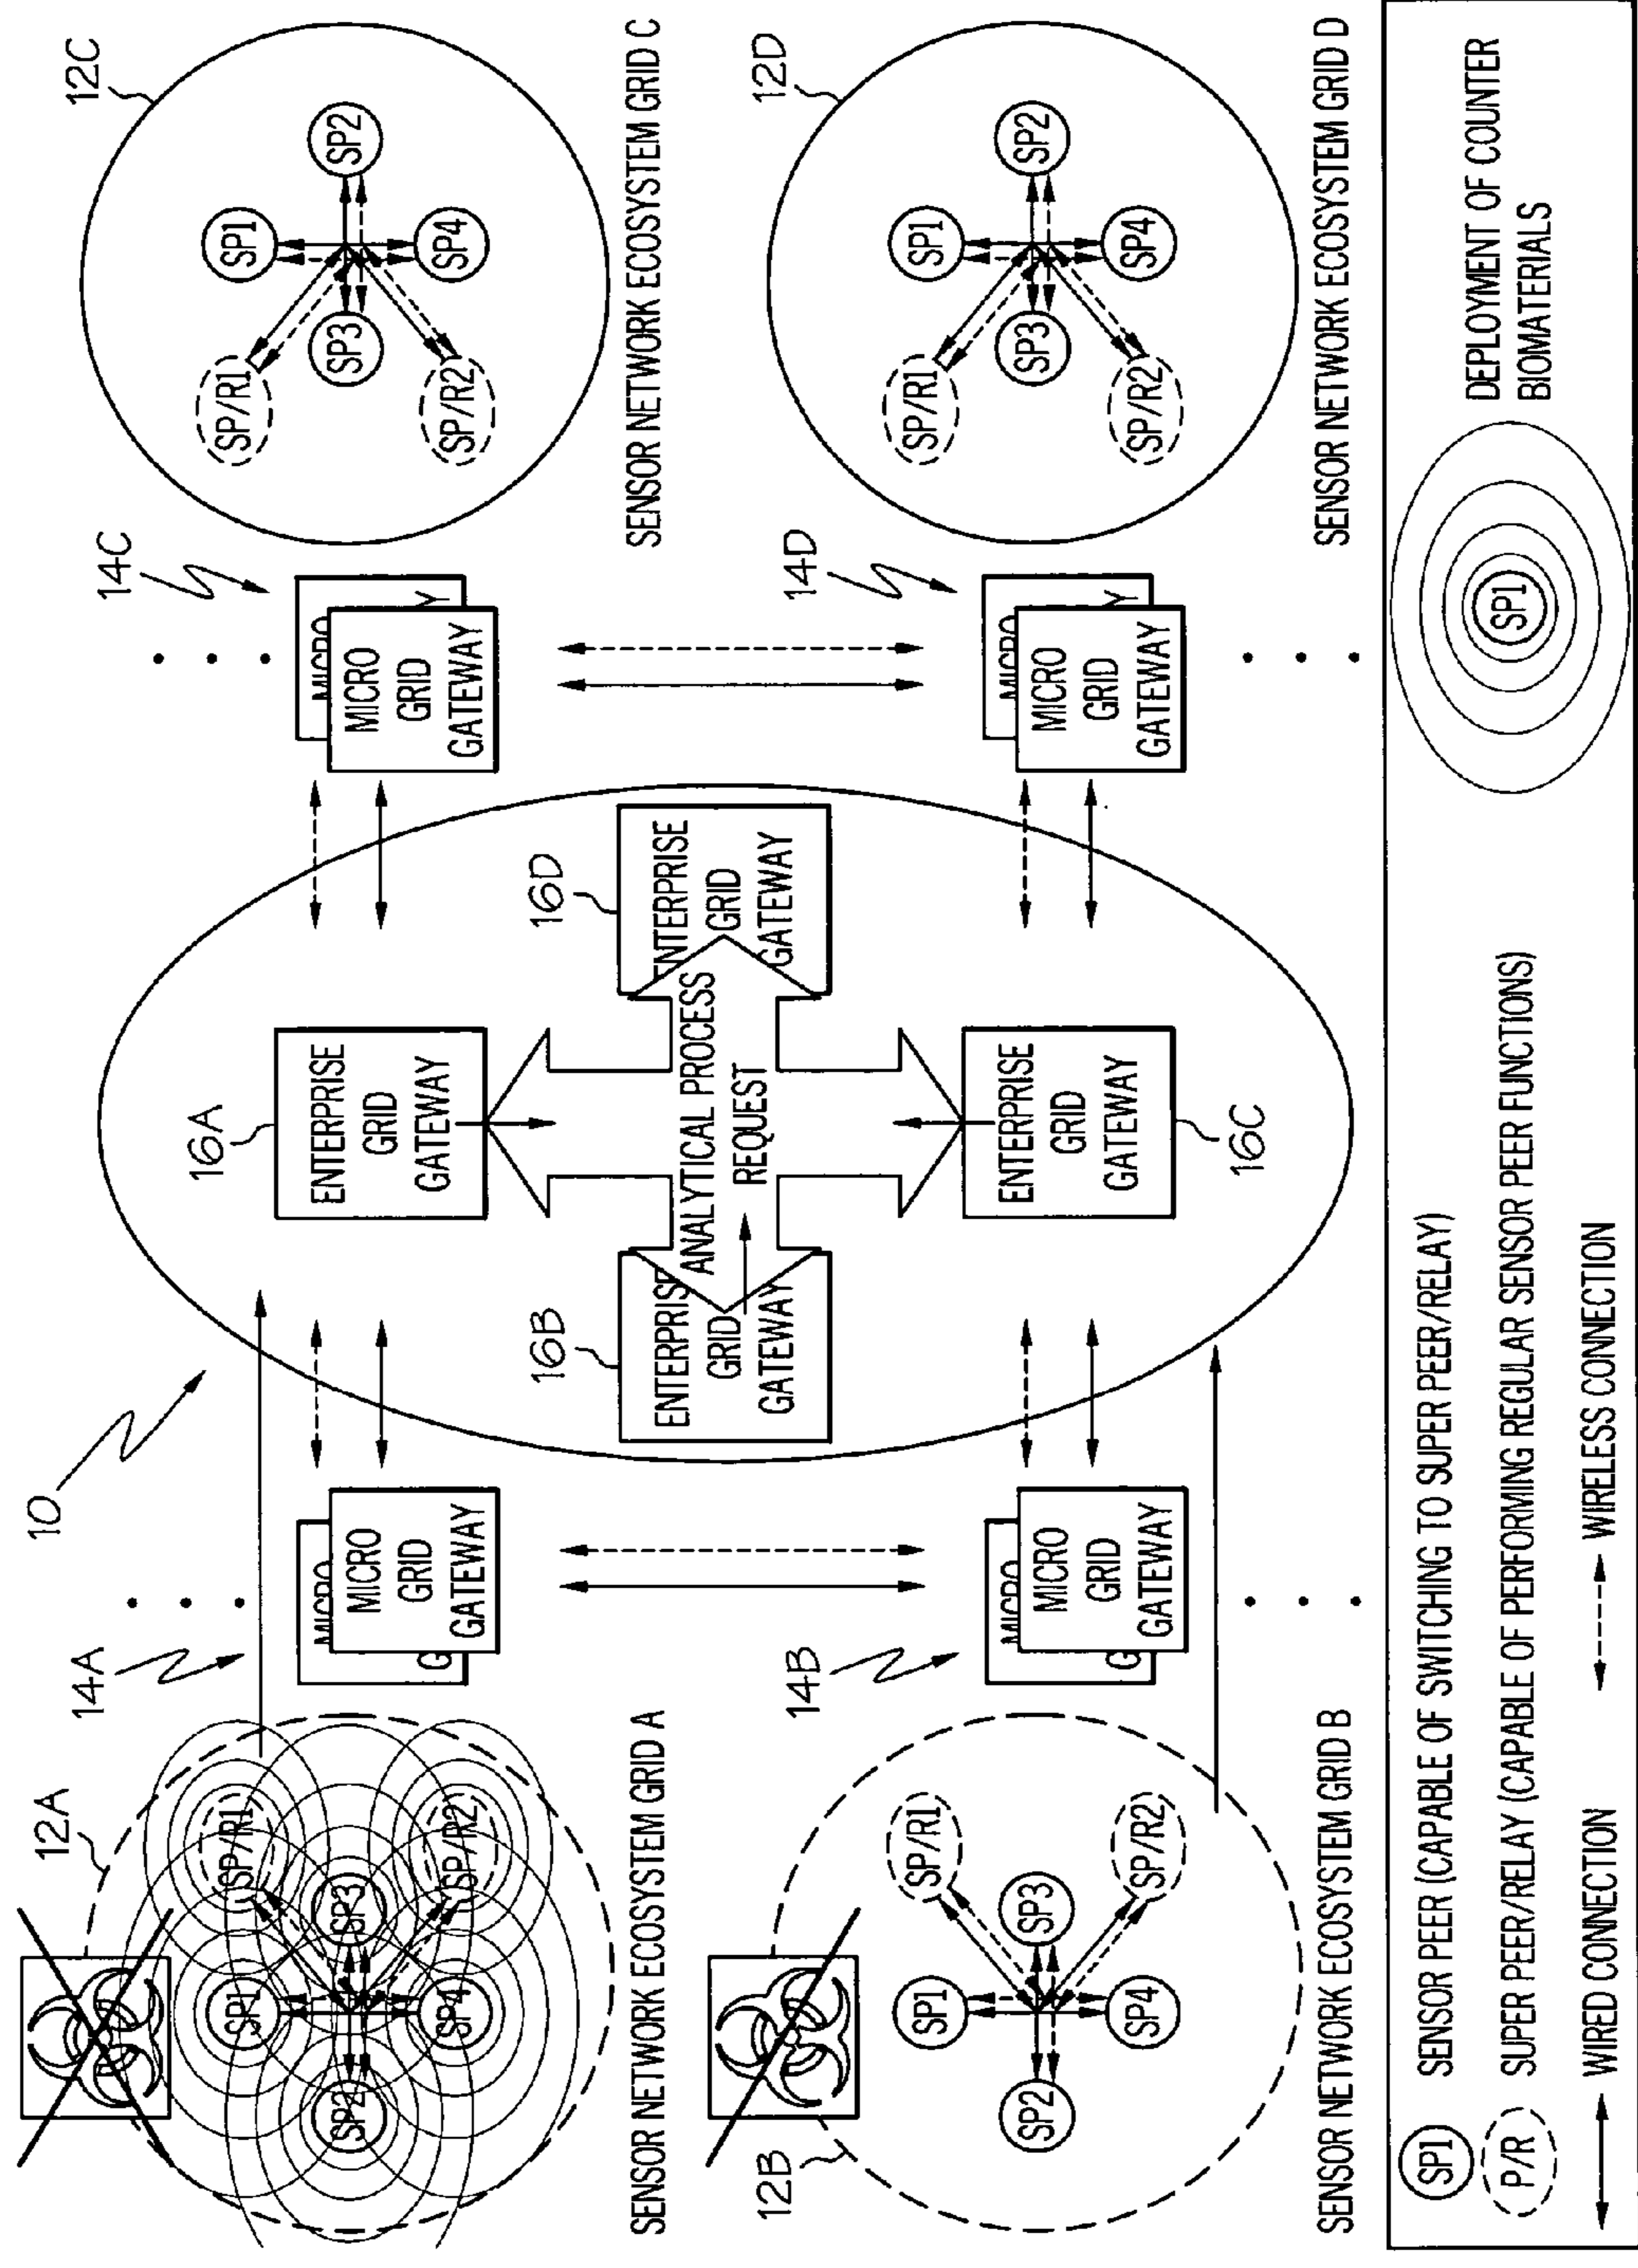 10
12A
SP/R1
SP1
SP3
SP2
SP4
SP/R2
SENSOR NETWORK ECOSYSTEM GRID A
14A
MICRO
G
MICRO
GRID
GATEWAY
16A
ENTERPRISE
GRID
GATEWAY
16B
ENTERPRISE
GRID
GATEWAY
ANALYTICAL PROCESS
REQUEST
16D
ENTERPRISE
GRID
GATEWAY
ENTERPRISE
GRID
GATEWAY
16C
14C
MICRO
Y
MICRO
GRID
GATEWAY
12C
SP1
SP/R1
SP3
SP2
SP/R2
SP4
SENSOR NETWORK ECOSYSTEM GRID C
12B
SP1
SP/R1
SP2
SP3
SP4
SP/R2
SENSOR NETWORK ECOSYSTEM GRID B
14B
MICRO
G
MICRO
GRID
GATEWAY
14D
MICRO
Y
MICRO
GRID
GATEWAY
12D
SP1
SP/R1
SP3
SP2
SP/R2
SP4
SENSOR NETWORK ECOSYSTEM GRID D
SP1
SENSOR PEER (CAPABLE OF SWITCHING TO SUPER PEER/RELAY)
P/R
SUPER PEER/RELAY (CAPABLE OF PERFORMING REGULAR SENSOR PEER FUNCTIONS)
WIRED CONNECTION
WIRELESS CONNECTION
SP1
DEPLOYMENT OF COUNTER
BIOMATERIALS